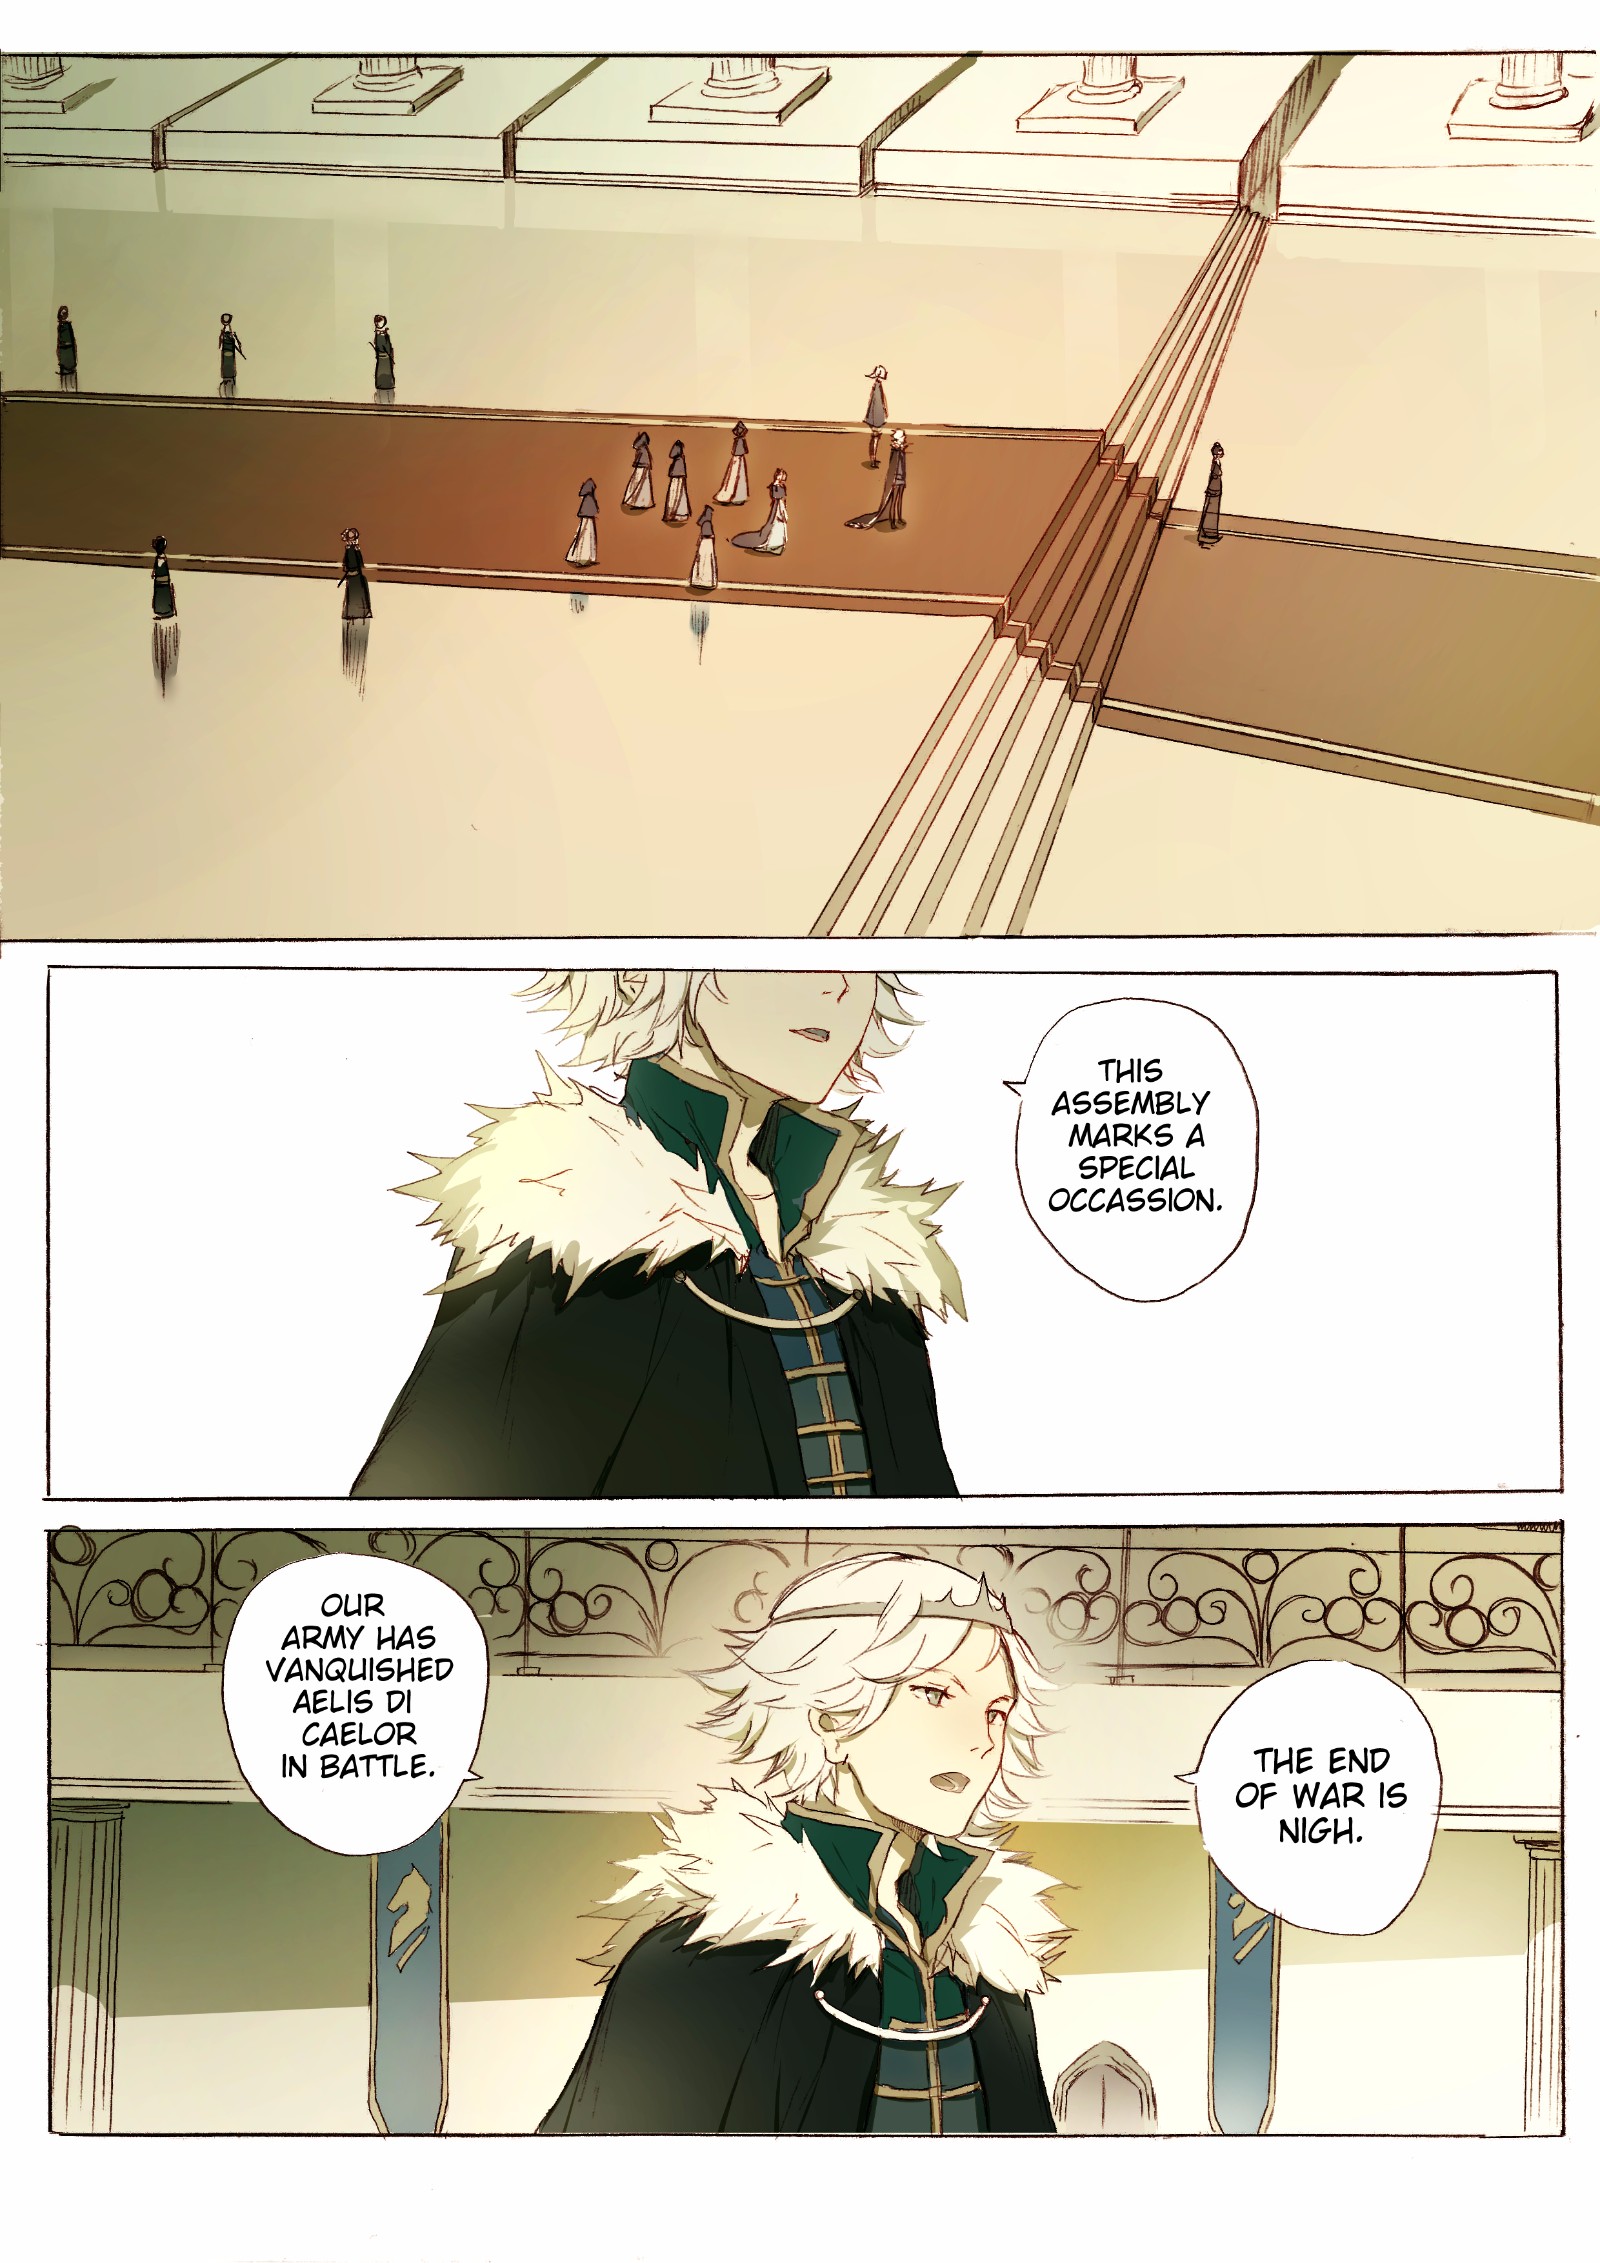 THIS
ASSEMBLY
MARKS A
SPECIAL
OCCASSION.
OUR
ARMY HAS
VANQUISHED
AELIS DI
CAELOR
IN BATTLE.
THE END
OF WAR IS
NIGH.